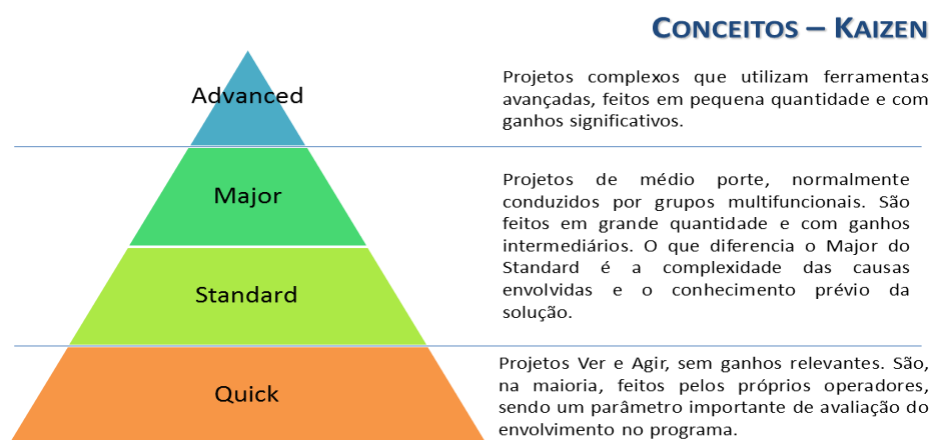 CONCEITOS – KAIZEN
Advanced
Projetos complexos que utilizam ferramentas
avançadas, feitos em pequena quantidade e com
ganhos significativos.
Major
Standard
Projetos de médio porte, normalmente
conduzidos por grupos multifuncionais. São
feitos em grande quantidade e com ganhos
intermediários. O que diferencia o Major do
Standard é a complexidade das causas
envolvidas e o conhecimento prévio da
solução.
Quick
Projetos Ver e Agir, sem ganhos relevantes. São,
na maioria, feitos pelos próprios operadores,
sendo um parâmetro importante de avaliação do
envolvimento no programa.